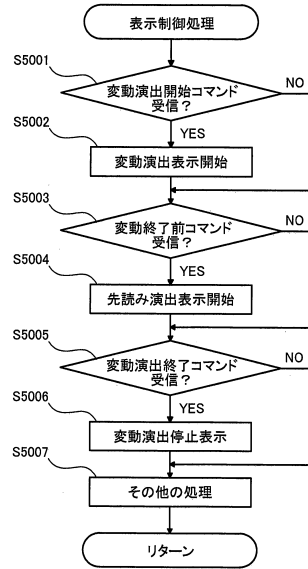 表示制御処理
S5001
変動演出開始コマンド
受信？
NO
YES
S5002
変動演出表示開始
S5003
変動終了前コマンド
受信？
NO
YES
S5004
先読み演出表示開始
S5005
変動演出終了コマンド
受信？
NO
YES
S5006
変動演出停止表示
S5007
その他の処理
リターン